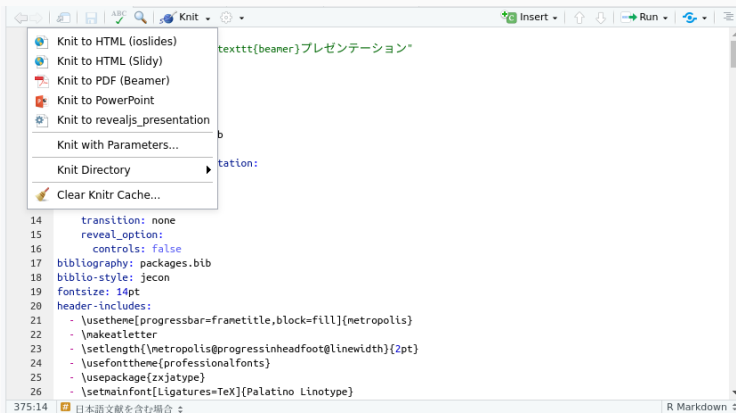 ABC
Knit
Insert
Run
Knit to HTML (ioslides)
Knit to HTML (Slidy)
Knit to PDF (Beamer)
Knit to PowerPoint
Knit to revealjs_presentation
Knit with Parameters...
Knit Directory
Clear Knitr Cache...
texttt{beamer}プレゼンテーション"
b
tation:
14 transition: none
15 reveal_option:
16 controls: false
17 bibliography: packages.bib
18 biblio-style: jecon
19 fontsize: 14pt
20 header-includes:
21 - \usetheme[progressbar=frametitle,block=fill]{metropolis}
22 - \makeatletter
23 - \setlength{\metropolis@progressinheadfoot@linewidth}{2pt}
24 - \usefonttheme{professionalfonts}
25 - \usepackage{zxjatype}
26 - \setmainfont[Ligatures=TeX]{Palatino Linotype}
375:14 # 日本語文献を含む場合 R Markdown